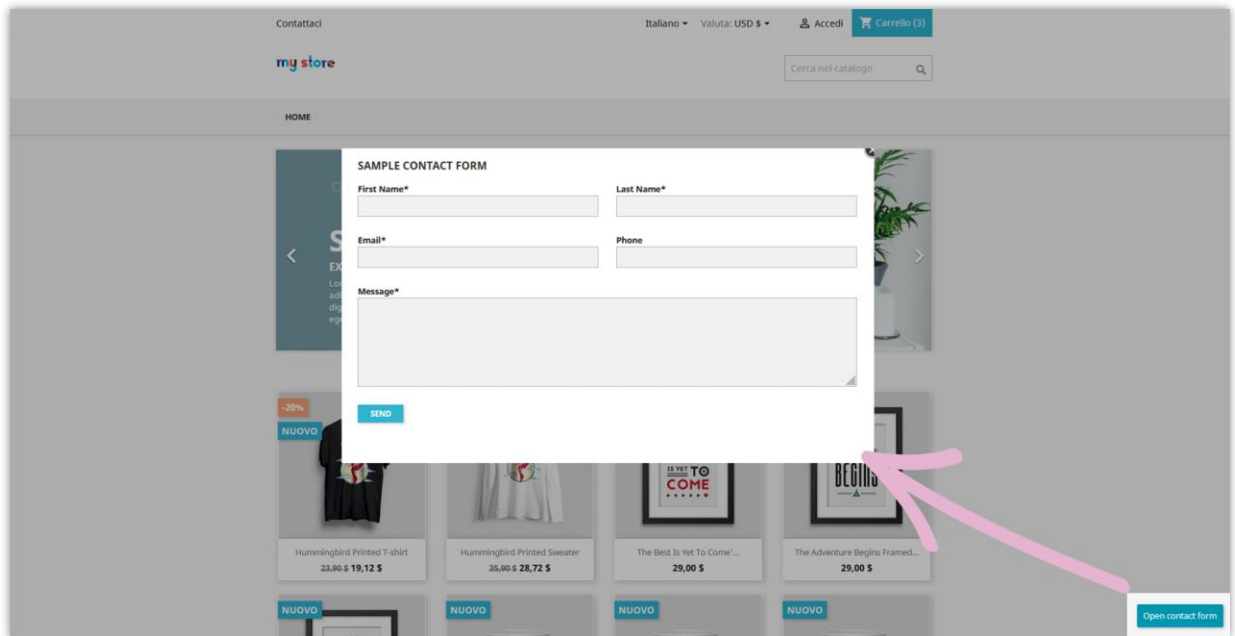 Contattaci
Italiano
Valuta: USD $
Accedi
Carrello (3)
my store
Cerca nel catalogo
HOME
SAMPLE CONTACT FORM
First Name*
Last Name*
Email*
Phone
Message*
SEND
-20%
NUOVO
IS YET TO
COME
BEGINS
Hummingbird Printed T-shirt
Hummingbird Printed Sweater
The Best Is Yet To Come'...
The Adventure Begins Framed...
23,90 $ 19,12 $
35,90 $ 28,72 $
29,00 $
29,00 $
NUOVO
NUOVO
NUOVO
NUOVO
Open contact form